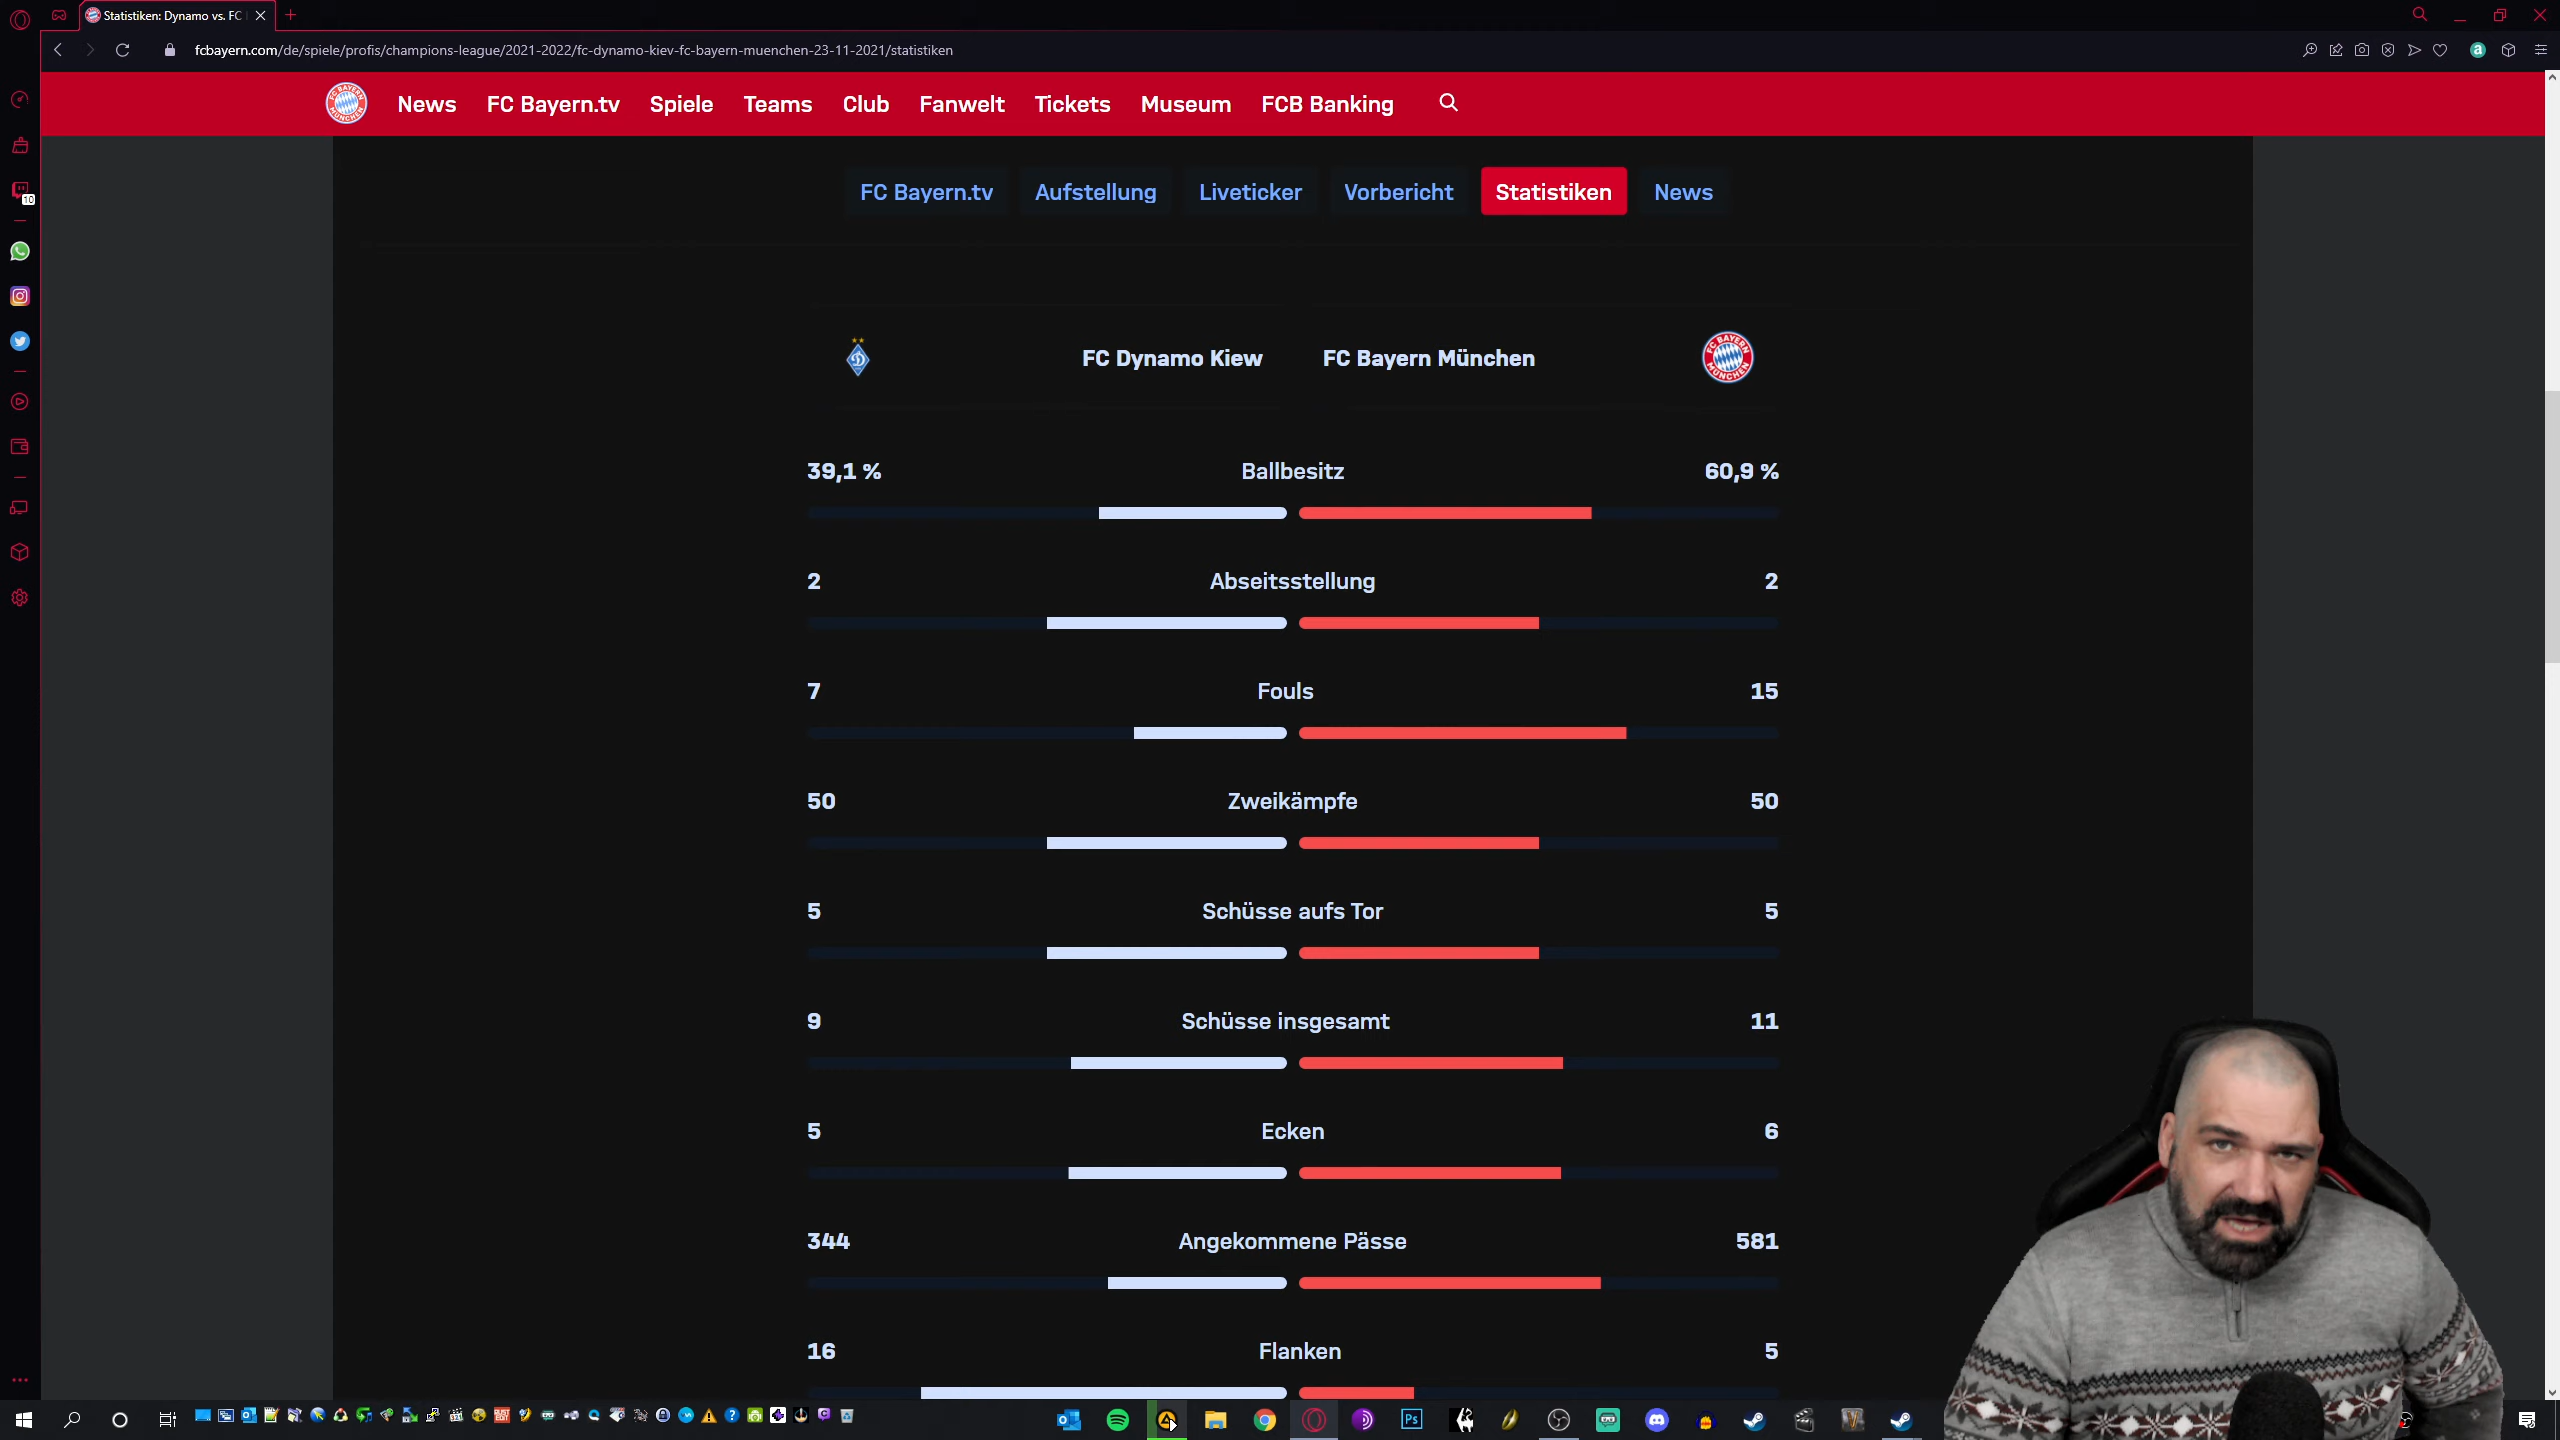 Statistiken: Dynamo vs. FC
fcbayern.com/de/spiele/profis/champions-league/2021-2022/fc-dynamo-kiev-fc-bayern-muenchen-23-11-2021/statistiken
News FC Bayern.tv Spiele Teams Club Fanwelt Tickets Museum FCB Banking
FC Bayern.tv Aufstellung Liveticker Vorbericht Statistiken News
10
FC Dynamo Kiew FC Bayern München
39,1 % Ballbesitz 60,9 %
2 Abseitsstellung 2
7 Fouls 15
50 Zweikämpfe 50
5 Schüsse aufs Tor 5
9 Schüsse insgesamt 11
5 Ecken 6
344 Angekommene Pässe 581
16 Flanken 5
Ps